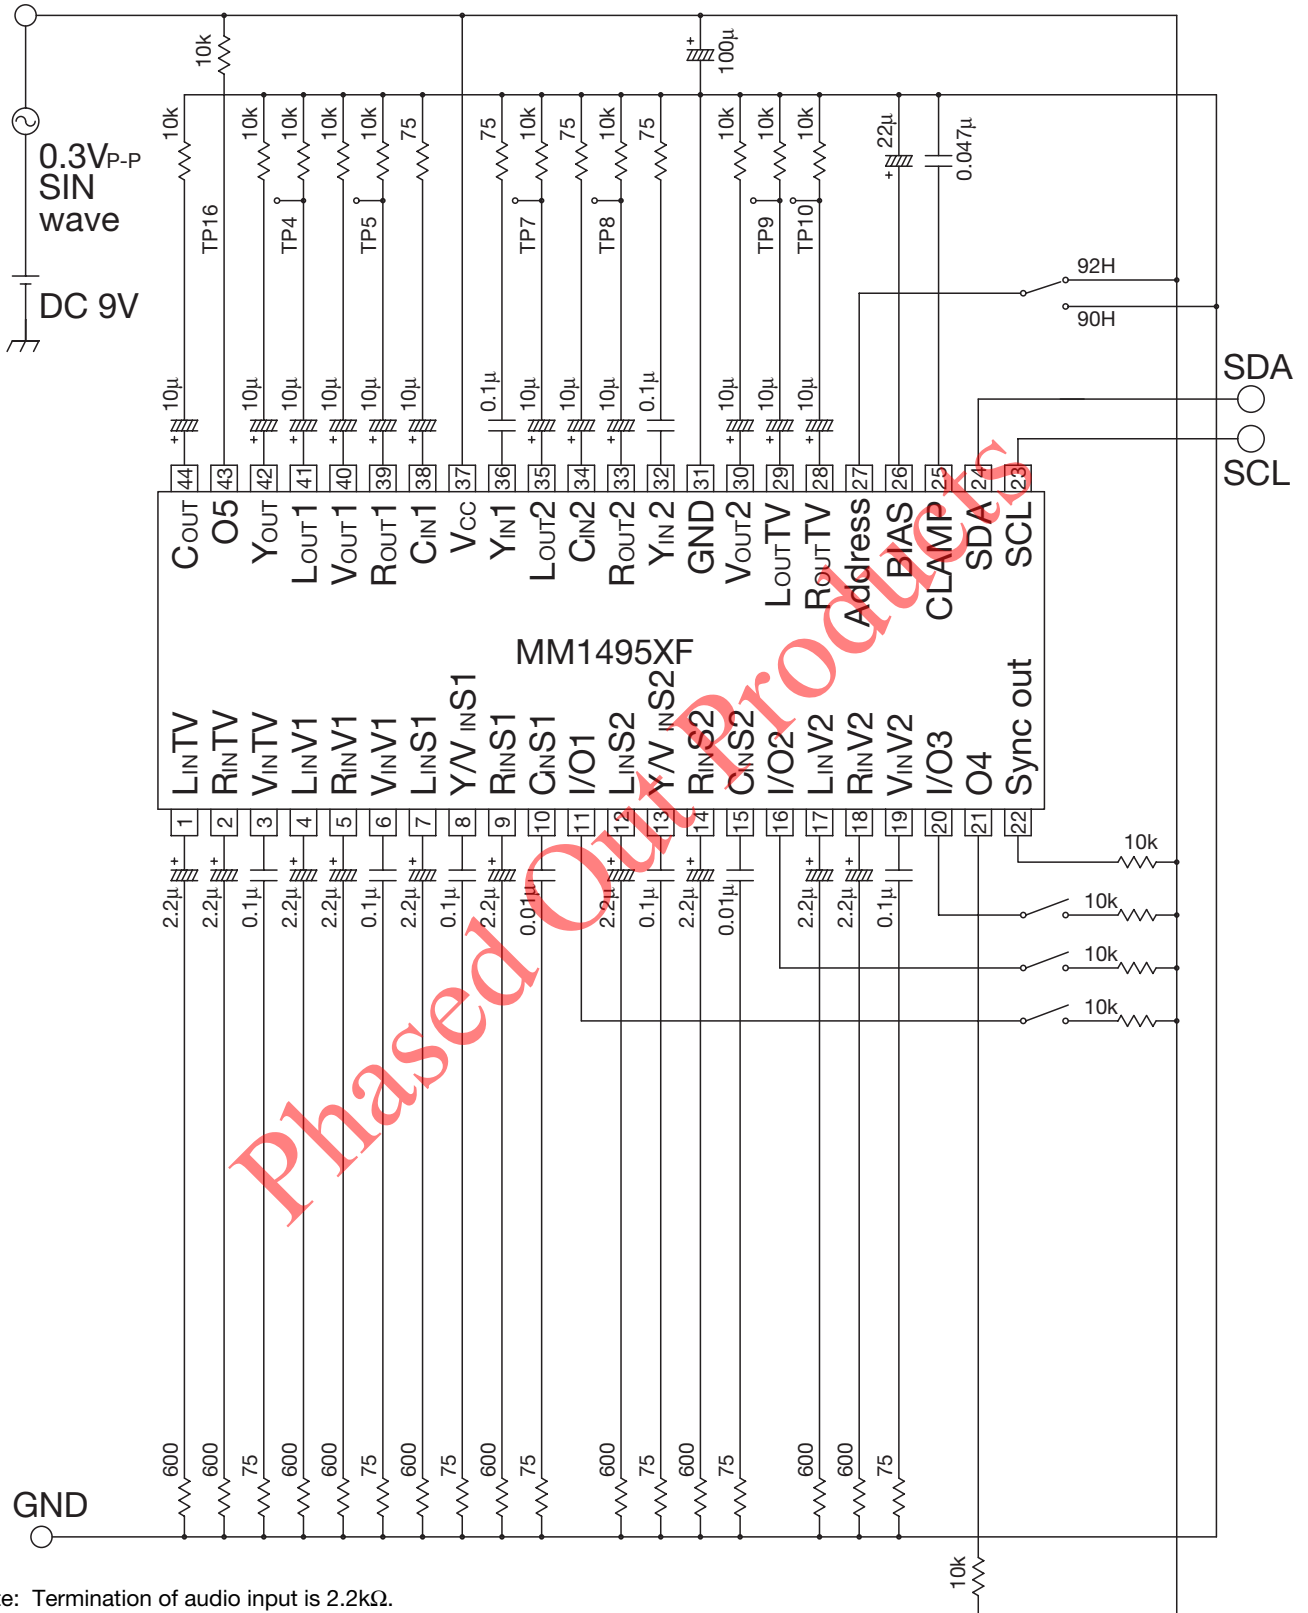 10k
100μ
10k 10k 10k 10k 10k 75 75 10k 75 10k 75 10k 10k 10k 22μ 0.047μ
0.3VP-P
SIN
wave
TP16 TP4 TP5 TP7 TP8 TP9 TP10
DC 9V
92H
90H
SDA
SCL
+ 10μ + 10μ + 10μ + 10μ + 10μ + 10μ 0.1μ + 10μ + 10μ + 10μ 0.1μ + 10μ + 10μ + 10μ
44 43 42 41 40 39 38 37 36 35 34 33 32 31 30 29 28 27 26 25 24 23
COUT O5 YOUT LOUT1 VOUT1 ROUT1 CIN1 VCC YIN1 LOUT2 CIN2 ROUT2 YIN2 GND VOUT2 LOUTTV ROUTTV Address BIAS CLAMP SDA SCL
MM1495XF
LINTV RINTV VINTV LINV1 RINV1 VINV1 LINS1 Y/VINS1 RINS1 CINS1 I/O1 LINS2 Y/VINS2 RINS2 CINS2 I/O2 LINV2 RINV2 VINV2 I/O3 O4 Sync out
1 2 3 4 5 6 7 8 9 10 11 12 13 14 15 16 17 18 19 20 21 22
2.2μ + 2.2μ + 0.1μ 2.2μ + 2.2μ + 0.1μ 2.2μ + 0.1μ 2.2μ + 0.01μ 2.2μ + 0.1μ 2.2μ + 0.01μ 2.2μ + 2.2μ + 0.1μ
10k
10k
10k
10k
Phased Out Products
600 600 75 600 600 75 600 75 600 75 600 75 600 75 600 600 75
GND
10k
te: Termination of audio input is 2.2kΩ.